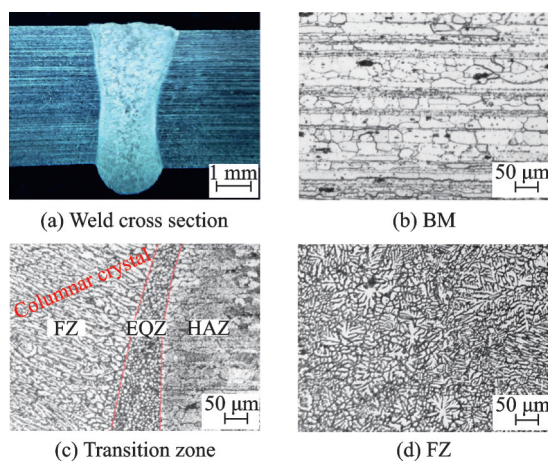 1 mm
50 μm
(a) Weld cross section
(b) BM
Columnar crystal
FZ
EQZ
HAZ
50 μm
50 μm
(c) Transition zone
(d) FZ